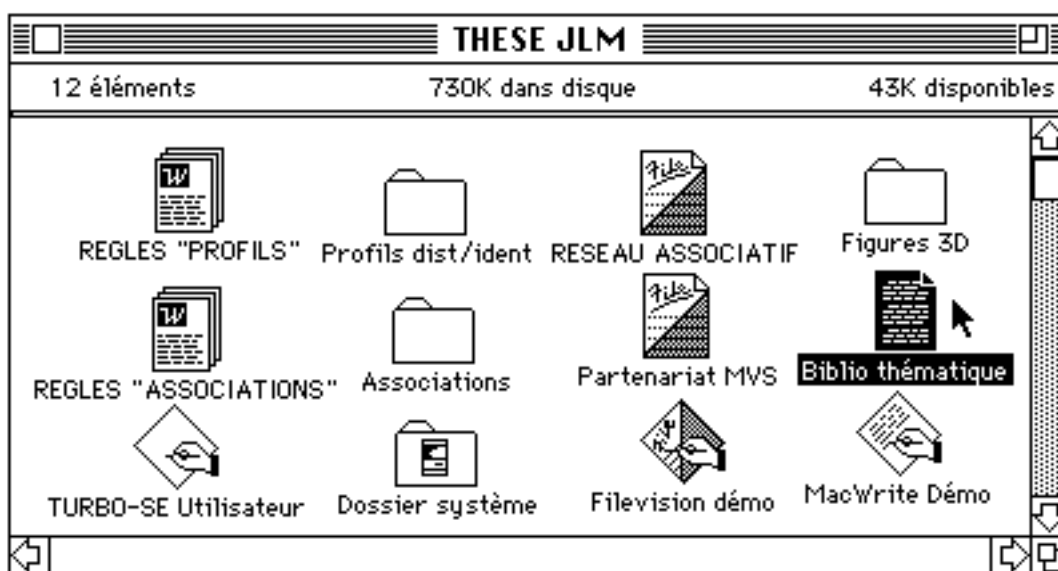 THESE JLM
12 éléments 730K dans disque 43K disponibles
REGLES "PROFILS" Profils dist/ident RESEAU ASSOCIATIF Figures 3D
REGLES "ASSOCIATIONS" Associations Partenariat MVS Biblio thématique
TURBO-SE Utilisateur Dossier système Filevision démo MacWrite Démo